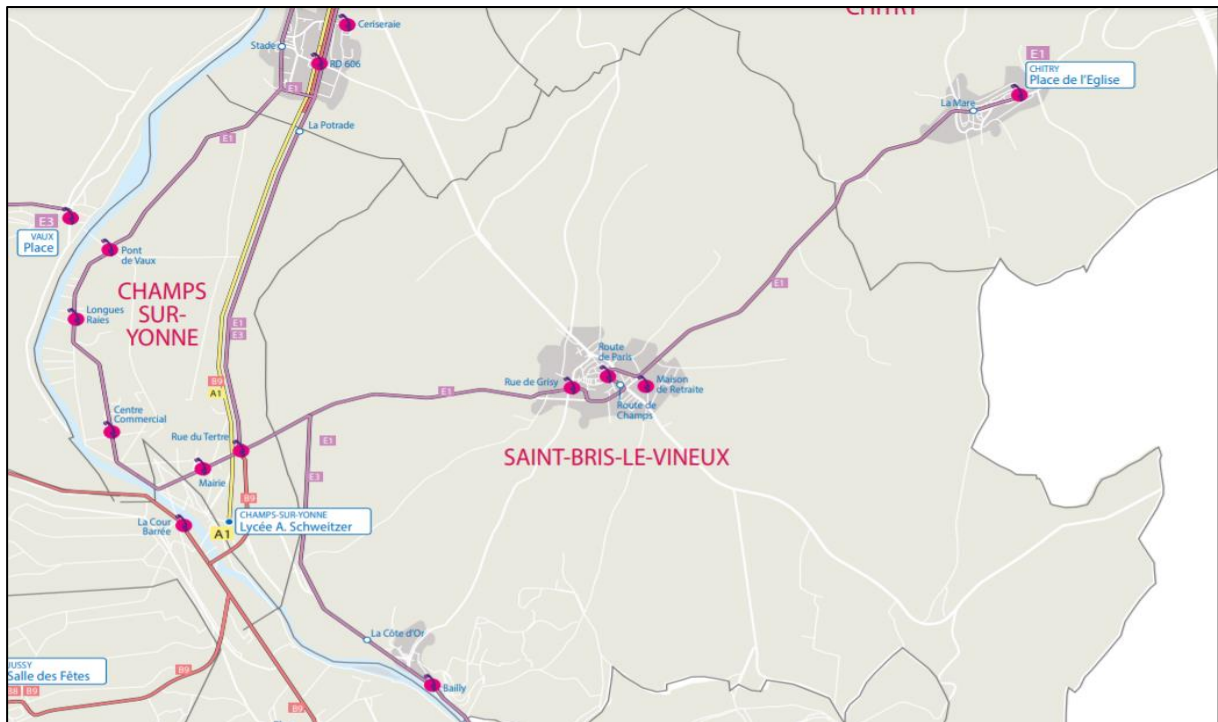 CHITRY
Ceriseraie
Stade
RD 606
E1
CHITRY
Place de l'Eglise
La Mare
E1
La Potrade
E1
E3
VAUX
Place
Pont
de Vaux
CHAMPS
SUR-
YONNE
Longues
Raies
E1
E1
E3
Route
de Paris
B9
A1
Rue de Grisy
Maison
de Retraite
Route de
Champs
Centre
Commercial
Rue du Tertre
E1
SAINT-BRIS-LE-VINEUX
Mairie
E3
B9
La Cour
Barrée
A1
CHAMPS-SUR-YONNE
Lycée A. Schweitzer
La Côte d'Or
JUSSY
Salle des Fêtes
B9
B8 B9
Bailly